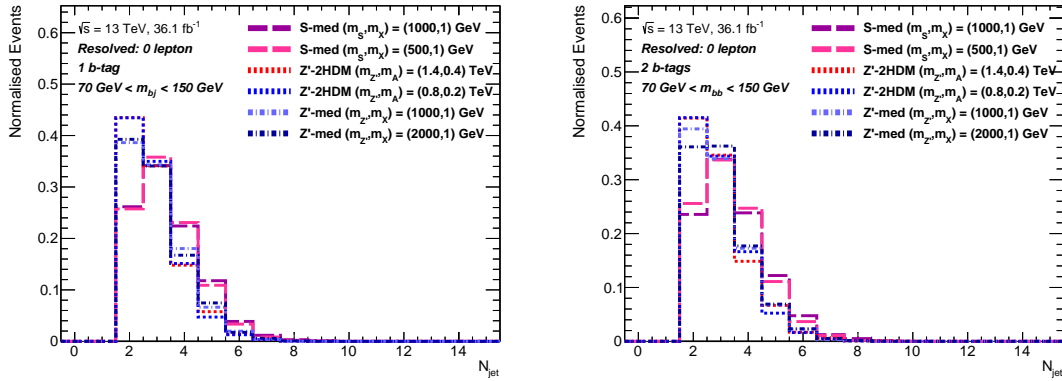 Normalised Events
0.6
0.5
0.4
0.3
0.2
0.1
0
√s = 13 TeV, 36.1 fb⁻¹
Resolved: 0 lepton
1 b-tag
70 GeV < m_bj < 150 GeV
S-med (m_S,m_X) = (1000,1) GeV
S-med (m_S,m_X) = (500,1) GeV
Z'-2HDM (m_Z',m_A) = (1.4,0.4) TeV
Z'-2HDM (m_Z',m_A) = (0.8,0.2) TeV
Z'-med (m_Z',m_X) = (1000,1) GeV
Z'-med (m_Z',m_X) = (2000,1) GeV
0 2 4 6 8 10 12 14
N_jet
Normalised Events
0.6
0.5
0.4
0.3
0.2
0.1
0
√s = 13 TeV, 36.1 fb⁻¹
Resolved: 0 lepton
2 b-tags
70 GeV < m_bb < 150 GeV
S-med (m_S,m_X) = (1000,1) GeV
S-med (m_S,m_X) = (500,1) GeV
Z'-2HDM (m_Z',m_A) = (1.4,0.4) TeV
Z'-2HDM (m_Z',m_A) = (0.8,0.2) TeV
Z'-med (m_Z',m_X) = (1000,1) GeV
Z'-med (m_Z',m_X) = (2000,1) GeV
0 2 4 6 8 10 12 14
N_jet